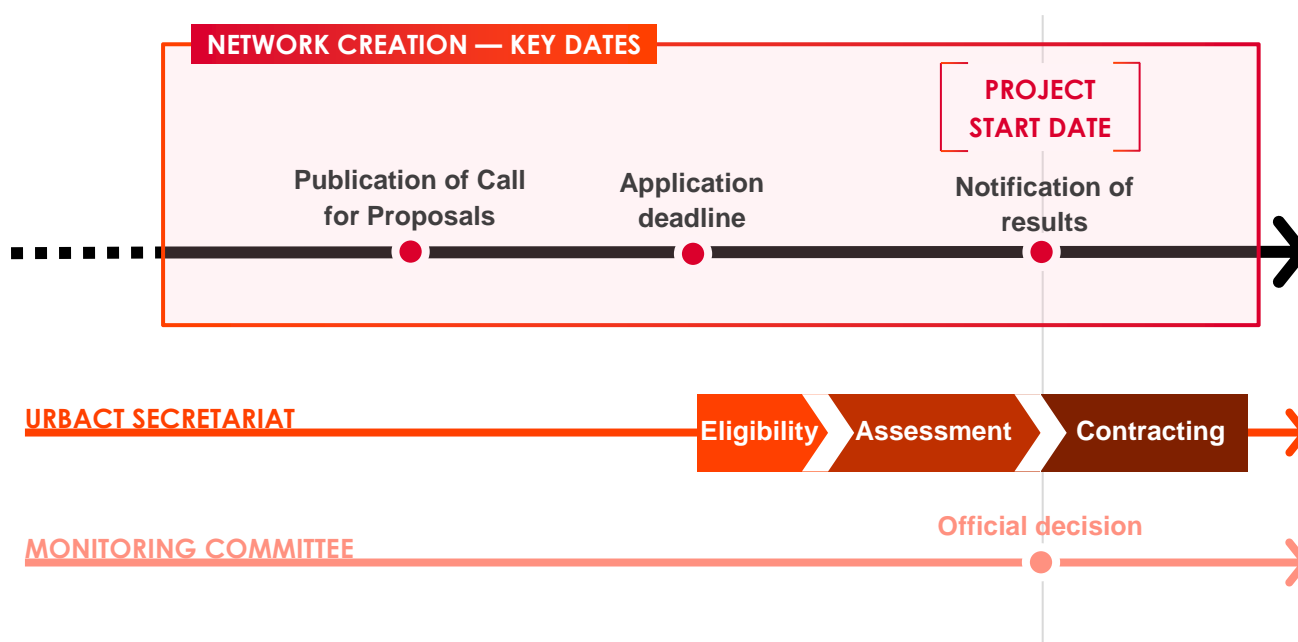 NETWORK CREATION — KEY DATES
PROJECT
START DATE
Publication of Call
for Proposals
Application
deadline
Notification of
results
URBACT SECRETARIAT
Eligibility
Assessment
Contracting
Official decision
MONITORING COMMITTEE